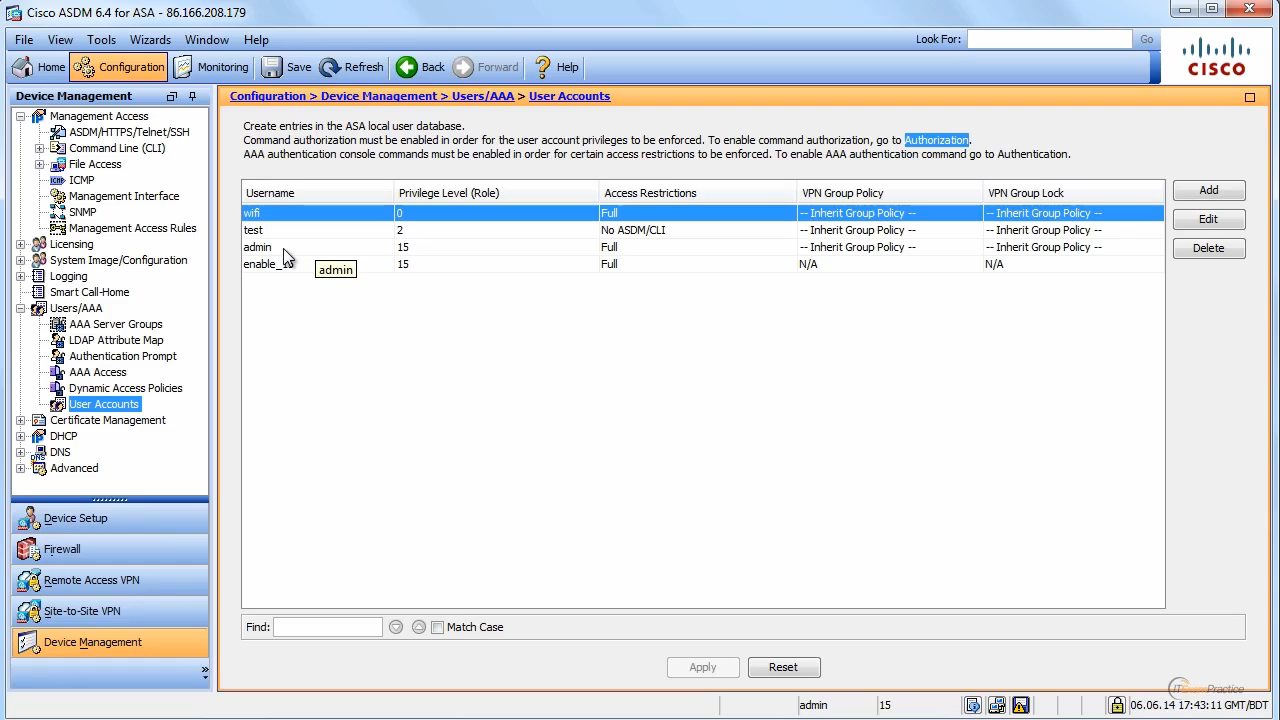 Cisco ASDM 6.4 for ASA - 86.166.208.179
File View Tools Wizards Window Help Look For: Go
Home Configuration Monitoring Save Refresh Back Forward Help
CISCO
Device Management
Management Access
ASDM/HTTPS/Telnet/SSH
Command Line (CLI)
File Access
ICMP
Management Interface
SNMP
Management Access Rules
Licensing
System Image/Configuration
Logging
Smart Call-Home
Users/AAA
AAA Server Groups
LDAP Attribute Map
Authentication Prompt
AAA Access
Dynamic Access Policies
User Accounts
Certificate Management
DHCP
DNS
Advanced
Device Setup
Firewall
Remote Access VPN
Site-to-Site VPN
Device Management
Configuration > Device Management > Users/AAA > User Accounts
Create entries in the ASA local user database.
Command authorization must be enabled in order for the user account privileges to be enforced. To enable command authorization, go to Authorization.
AAA authentication console commands must be enabled in order for certain access restrictions to be enforced. To enable AAA authentication command go to Authentication.
Username Privilege Level (Role) Access Restrictions VPN Group Policy VPN Group Lock
wifi 0 Full -- Inherit Group Policy -- -- Inherit Group Policy --
test 2 No ASDM/CLI -- Inherit Group Policy -- -- Inherit Group Policy --
admin 15 Full -- Inherit Group Policy -- -- Inherit Group Policy --
enable_ 15 Full N/A N/A
admin
Add
Edit
Delete
Find: Match Case
Apply Reset
admin 15 06.06.14 17:43:11 GMT/BDT